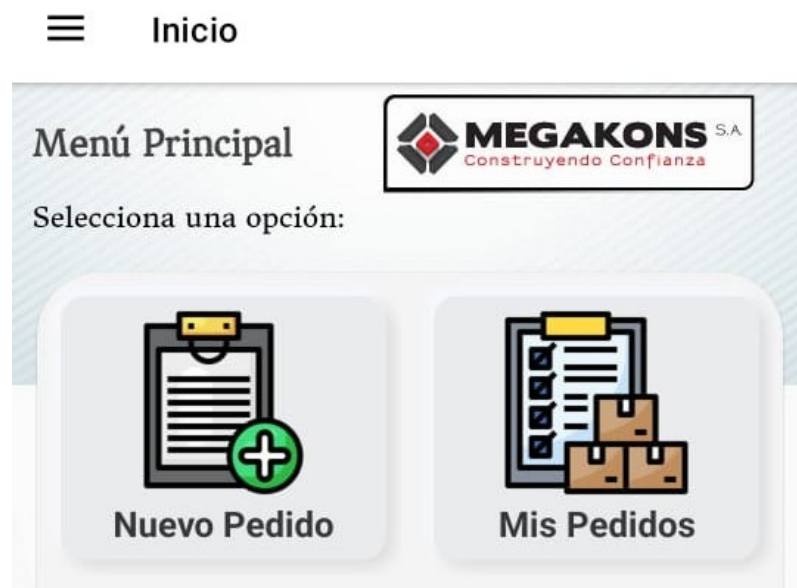 Inicio
Menú Principal
MEGAKONS S.A.
Construyendo Confianza
Selecciona una opción:
Nuevo Pedido
Mis Pedidos